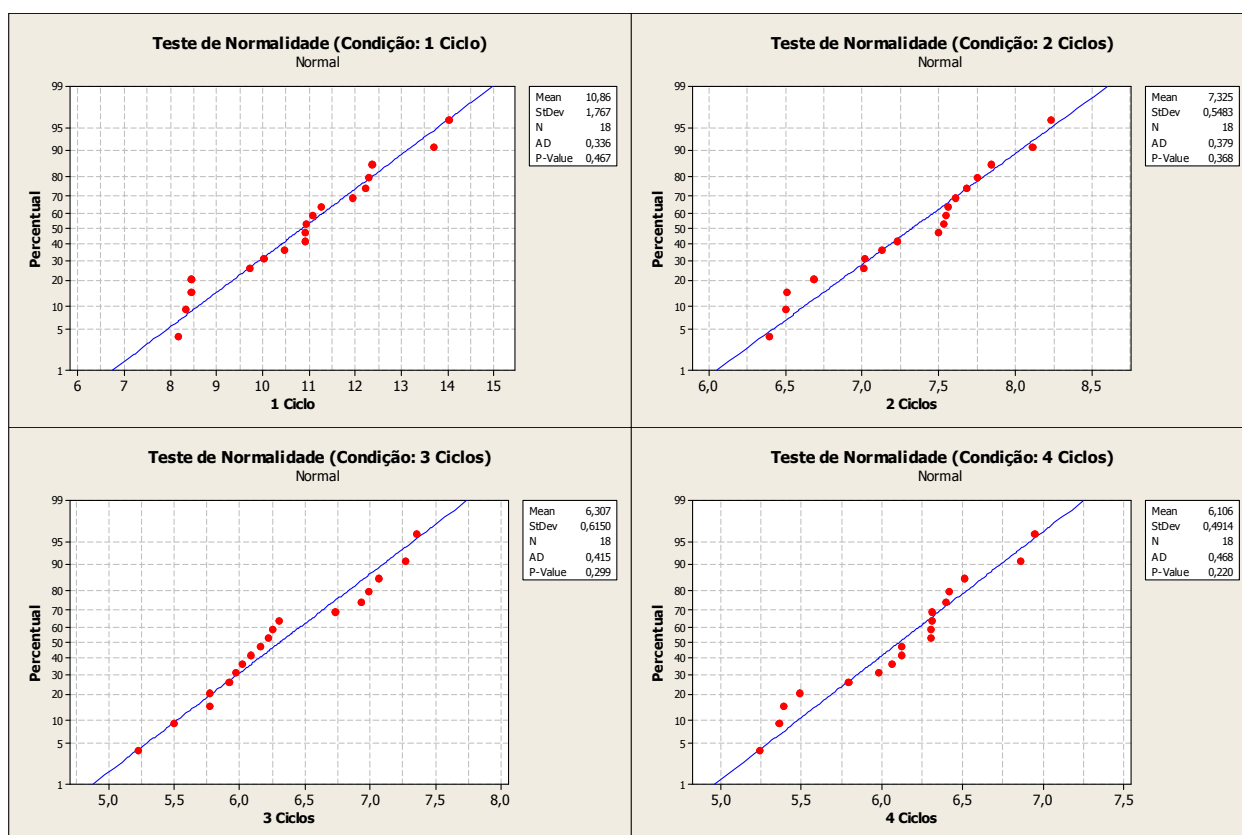 Teste de Normalidade (Condição: 1 Ciclo)
Normal
Percentual
99
95
90
80
70
60
50
40
30
20
10
5
1
6 7 8 9 10 11 12 13 14 15
1 Ciclo
Mean 10,86
StDev 1,767
N 18
AD 0,336
P-Value 0,467
Teste de Normalidade (Condição: 2 Ciclos)
Normal
Percentual
99
95
90
80
70
60
50
40
30
20
10
5
1
6,0 6,5 7,0 7,5 8,0 8,5
2 Ciclos
Mean 7,325
StDev 0,5483
N 18
AD 0,379
P-Value 0,368
Teste de Normalidade (Condição: 3 Ciclos)
Normal
Percentual
99
95
90
80
70
60
50
40
30
20
10
5
1
5,0 5,5 6,0 6,5 7,0 7,5 8,0
3 Ciclos
Mean 6,307
StDev 0,6150
N 18
AD 0,415
P-Value 0,299
Teste de Normalidade (Condição: 4 Ciclos)
Normal
Percentual
99
95
90
80
70
60
50
40
30
20
10
5
1
5,0 5,5 6,0 6,5 7,0 7,5
4 Ciclos
Mean 6,106
StDev 0,4914
N 18
AD 0,468
P-Value 0,220